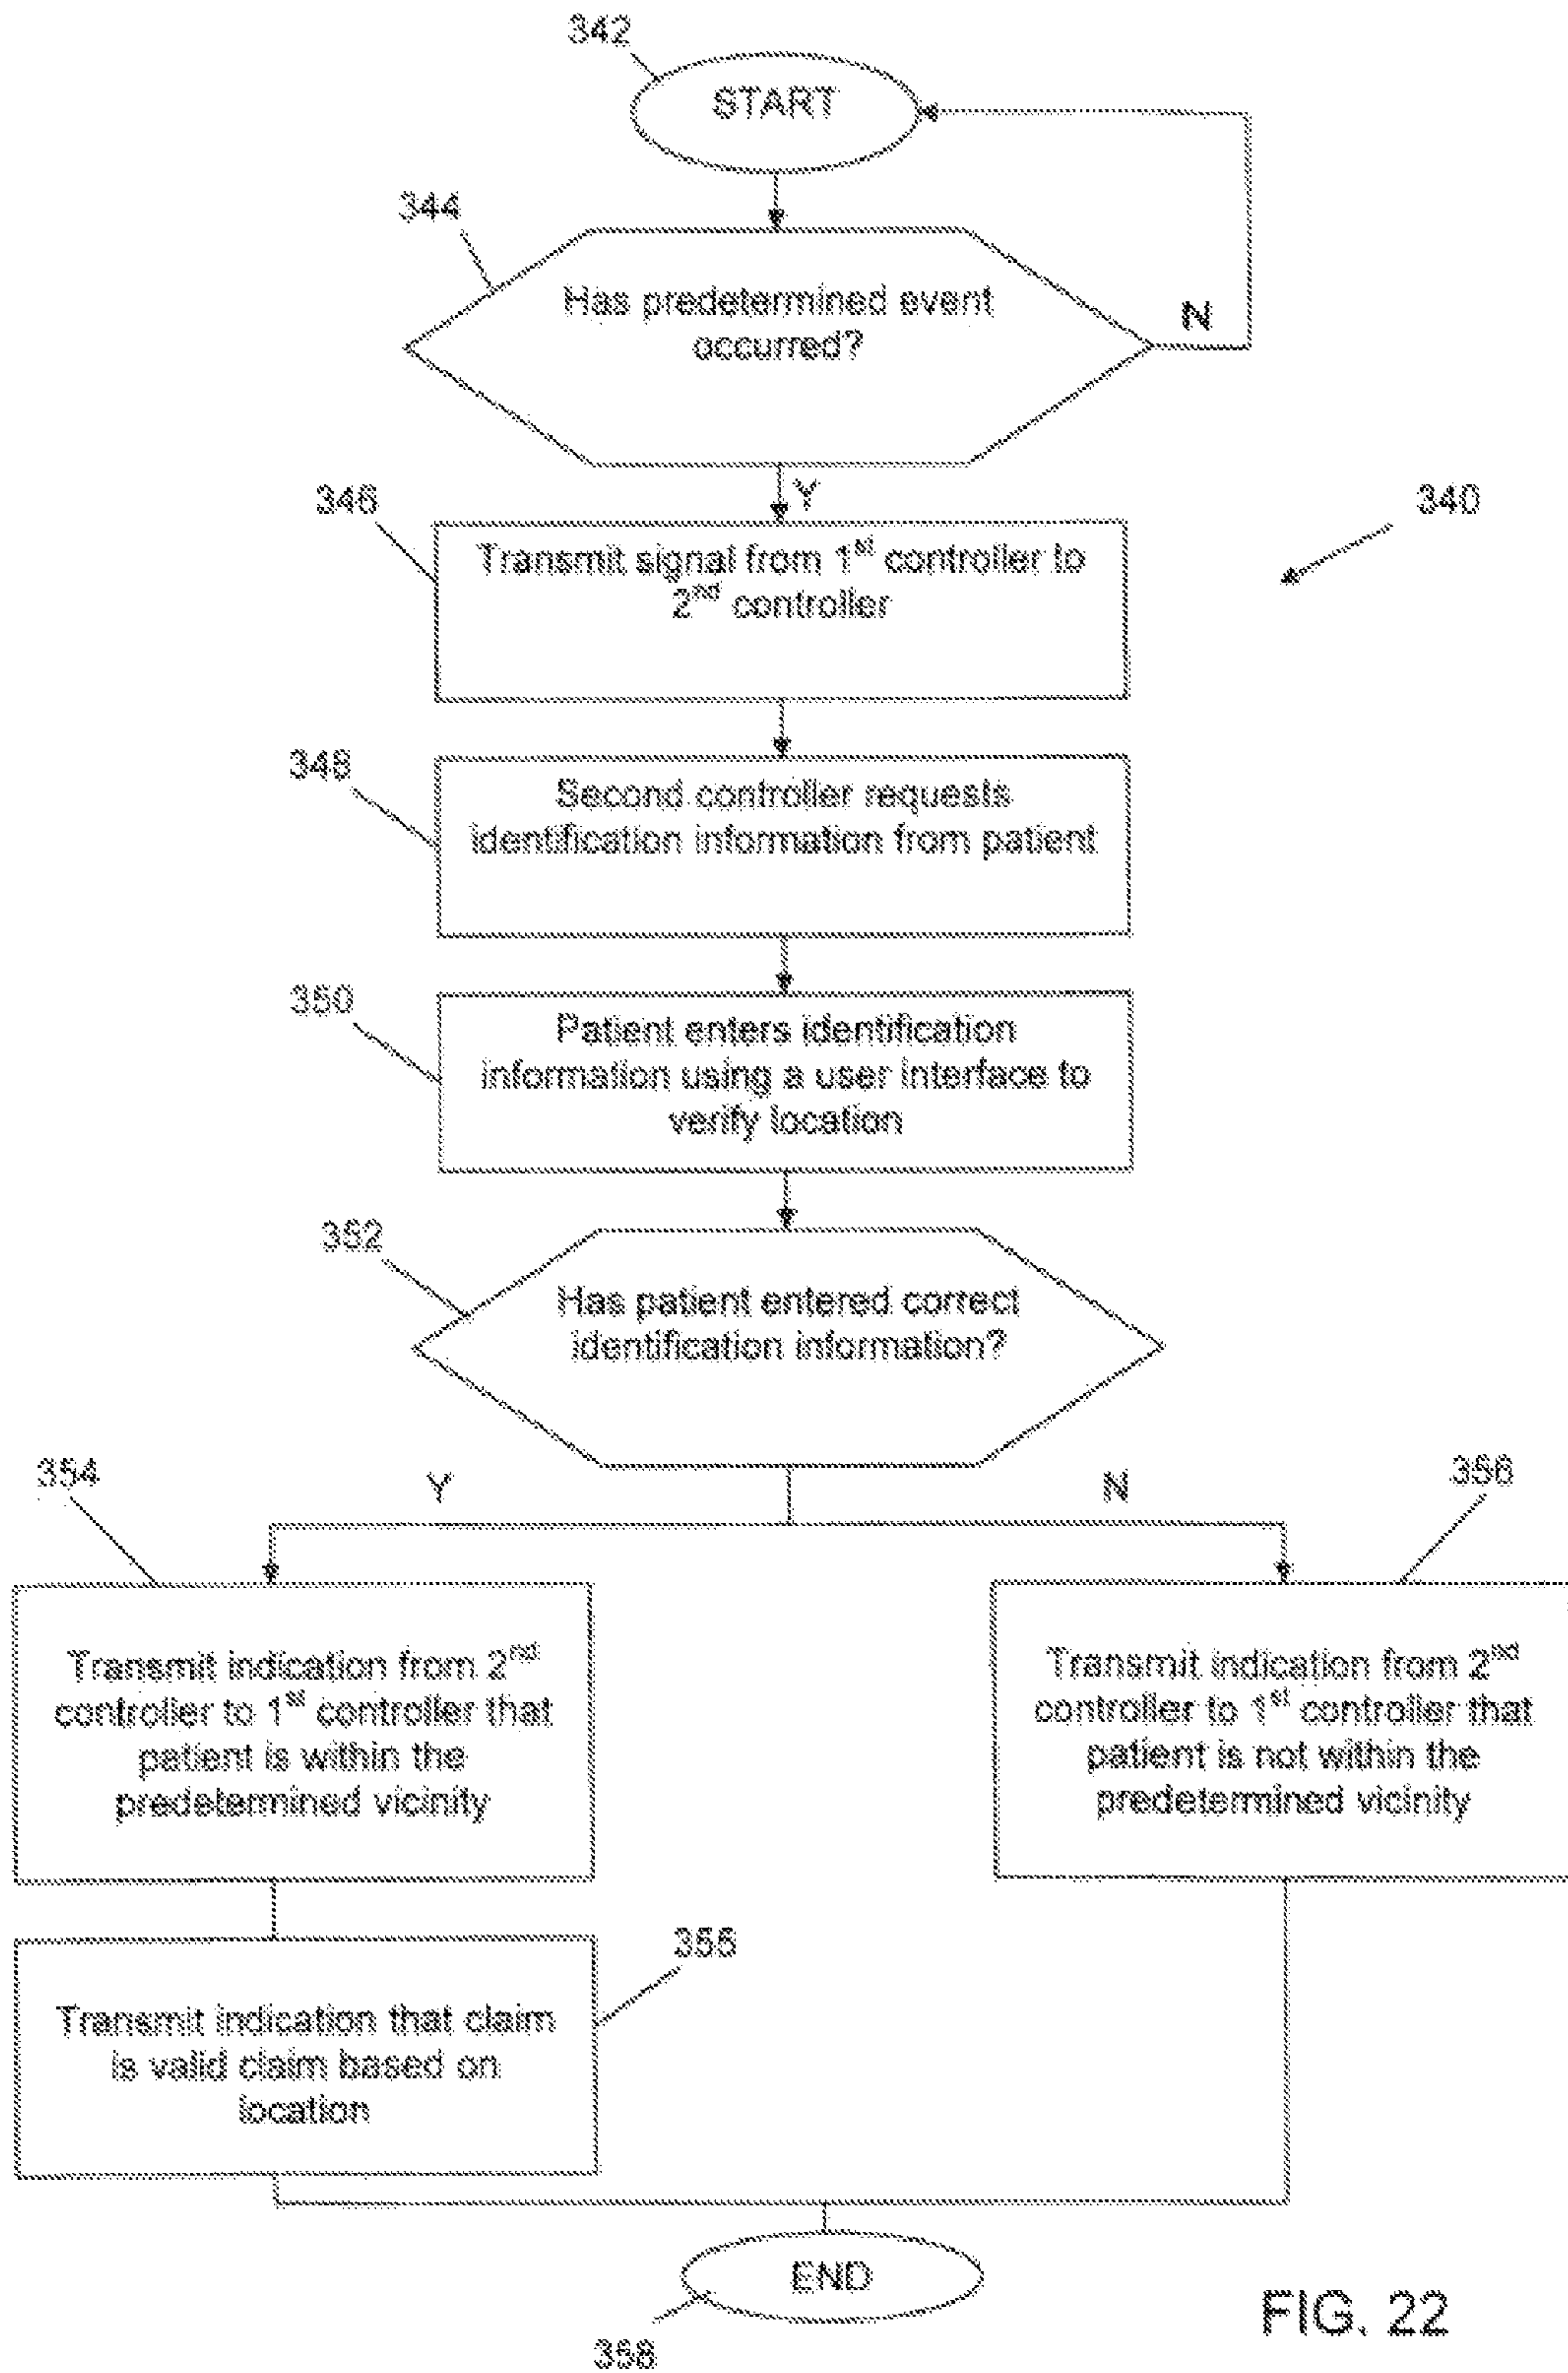 342
START
344
Has predetermined event
occurred?
N
Y
346
Transmit signal from 1st controller to
2nd controller
340
348
Second controller requests
identification information from patient
350
Patient enters identification
information using a user interface to
verify location
352
Has patient entered correct
identification information?
354
Y
N
356
Transmit indication from 2nd
controller to 1st controller that
patient is within the
predetermined vicinity
Transmit indication from 2nd
controller to 1st controller that
patient is not within the
predetermined vicinity
355
Transmit indication that claim
is valid claim based on
location
END
358
FIG. 22